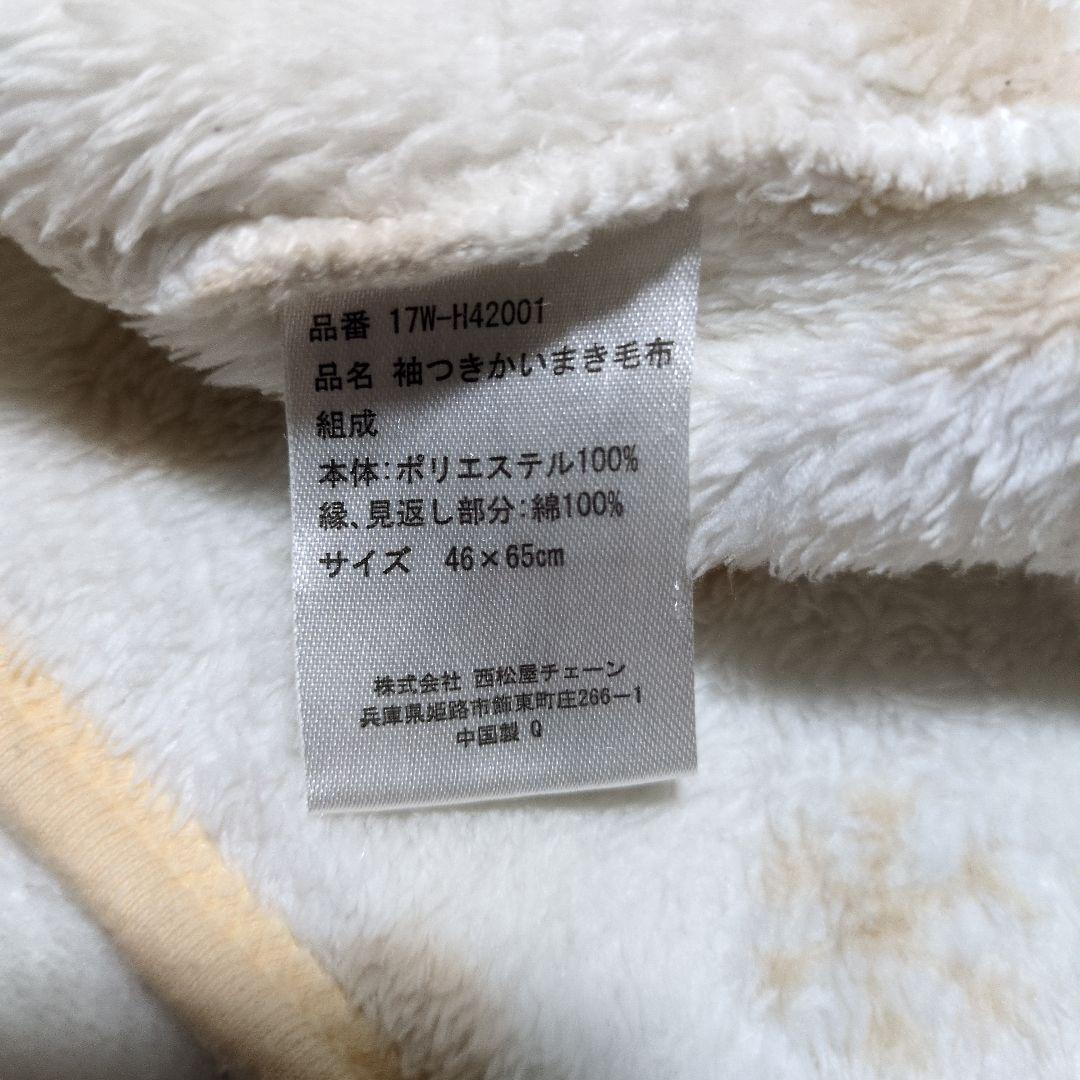 品番 17W-H42001
品名 袖つきかいまき毛布
組成
本体:ポリエステル100%
縁、見返し部分:綿100%
サイズ 46×65cm
株式会社 西松屋チェーン
兵庫県姫路市飾東町庄266-1
中国製 Q